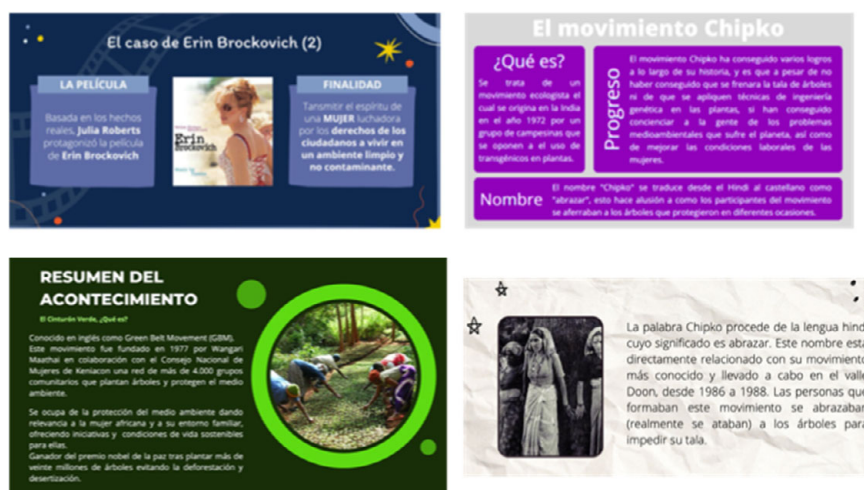 El caso de Erin Brockovich (2)
LA PELÍCULA
Basada en los hechos
reales, Julia Roberts
protagonizó la película
de Erin Brockovich
Erin
Brockovich
FINALIDAD
Tansmitir el espíritu de
una MUJER luchadora
por los derechos de los
ciudadanos a vivir en
un ambiente limpio y
no contaminante.
El movimiento Chipko
¿Qué es?
Se trata de un
movimiento ecologista el
cual se origina en la India
en el año 1972 por un
grupo de campesinas que
se oponen a el uso de
transgénicos en plantas.
Progreso
El movimiento Chipko ha conseguido varios logros
a lo largo de su historia, y es que a pesar de no
haber conseguido que se frenara la tala de árboles
ni de que se apliquen técnicas de ingeniería
genética en las plantas, si han conseguido
concienciar a la gente de los problemas
medioambientales que sufre el planeta, así como
de mejorar las condiciones laborales de las
mujeres.
Nombre
El nombre "Chipko" se traduce desde el Hindi al castellano como
"abrazar", esto hace alusión a como los participantes del movimiento
se aferraban a los árboles que protegieron en diferentes ocasiones.
RESUMEN DEL
ACONTECIMIENTO
El Cinturón Verde, ¿Qué es?
Conocido en inglés como Green Belt Movement (GBM).
Este movimiento fue fundado en 1977 por Wangari
Maathai en colaboración con el Consejo Nacional de
Mujeres de Keniacon una red de más de 4.000 grupos
comunitarios que plantan árboles y protegen el medio
ambiente.
Se ocupa de la protección del medio ambiente dando
relevancia a la mujer africana y a su entorno familiar,
ofreciendo iniciativas y condiciones de vida sostenibles
para ellas.
Ganador del premio nobel de la paz tras plantar más de
veinte millones de árboles evitando la deforestación y
desertización.
La palabra Chipko procede de la lengua hindi
cuyo significado es abrazar. Este nombre está
directamente relacionado con su movimiento
más conocido y llevado a cabo en el valle
Doon, desde 1986 a 1988. Las personas que
formaban este movimiento se abrazaban
(realmente se ataban) a los árboles para
impedir su tala.